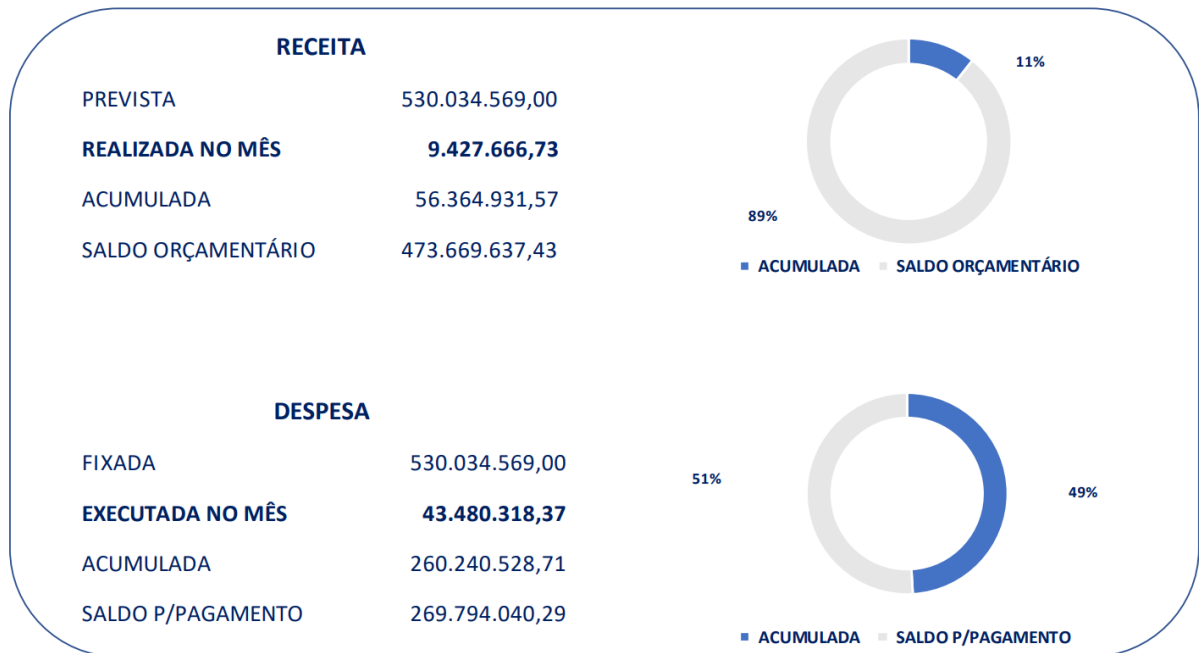 RECEITA
PREVISTA 530.034.569,00
REALIZADA NO MÊS 9.427.666,73
ACUMULADA 56.364.931,57
SALDO ORÇAMENTÁRIO 473.669.637,43
11%
89%
ACUMULADA SALDO ORÇAMENTÁRIO
DESPESA
FIXADA 530.034.569,00
EXECUTADA NO MÊS 43.480.318,37
ACUMULADA 260.240.528,71
SALDO P/PAGAMENTO 269.794.040,29
51%
49%
ACUMULADA SALDO P/PAGAMENTO